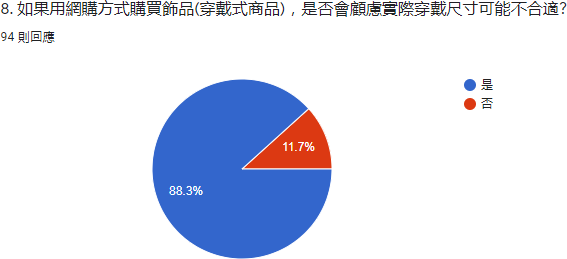 8. 如果用網購方式購買飾品(穿戴式商品)，是否會顧慮實際穿戴尺寸可能不合適?
94 則回應
是
否
11.7%
88.3%